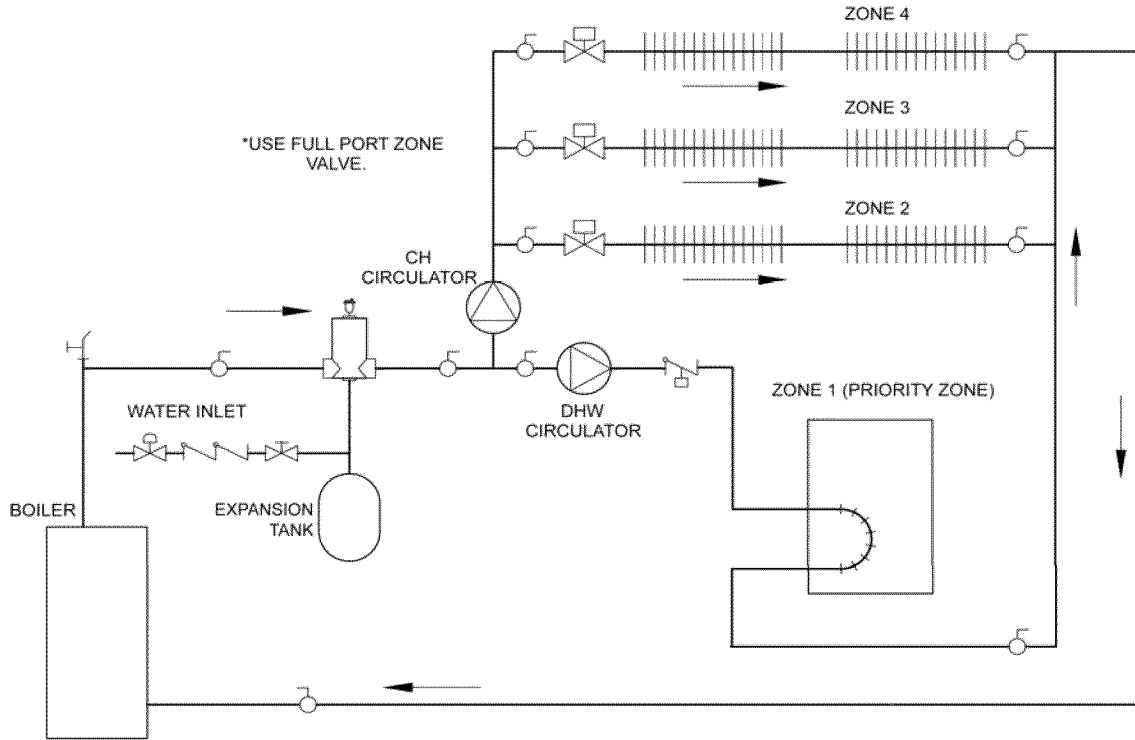 ZONE 4
ZONE 3
*USE FULL PORT ZONE
VALVE.
ZONE 2
CH
CIRCULATOR
ZONE 1 (PRIORITY ZONE)
WATER INLET
DHW
CIRCULATOR
BOILER
EXPANSION
TANK